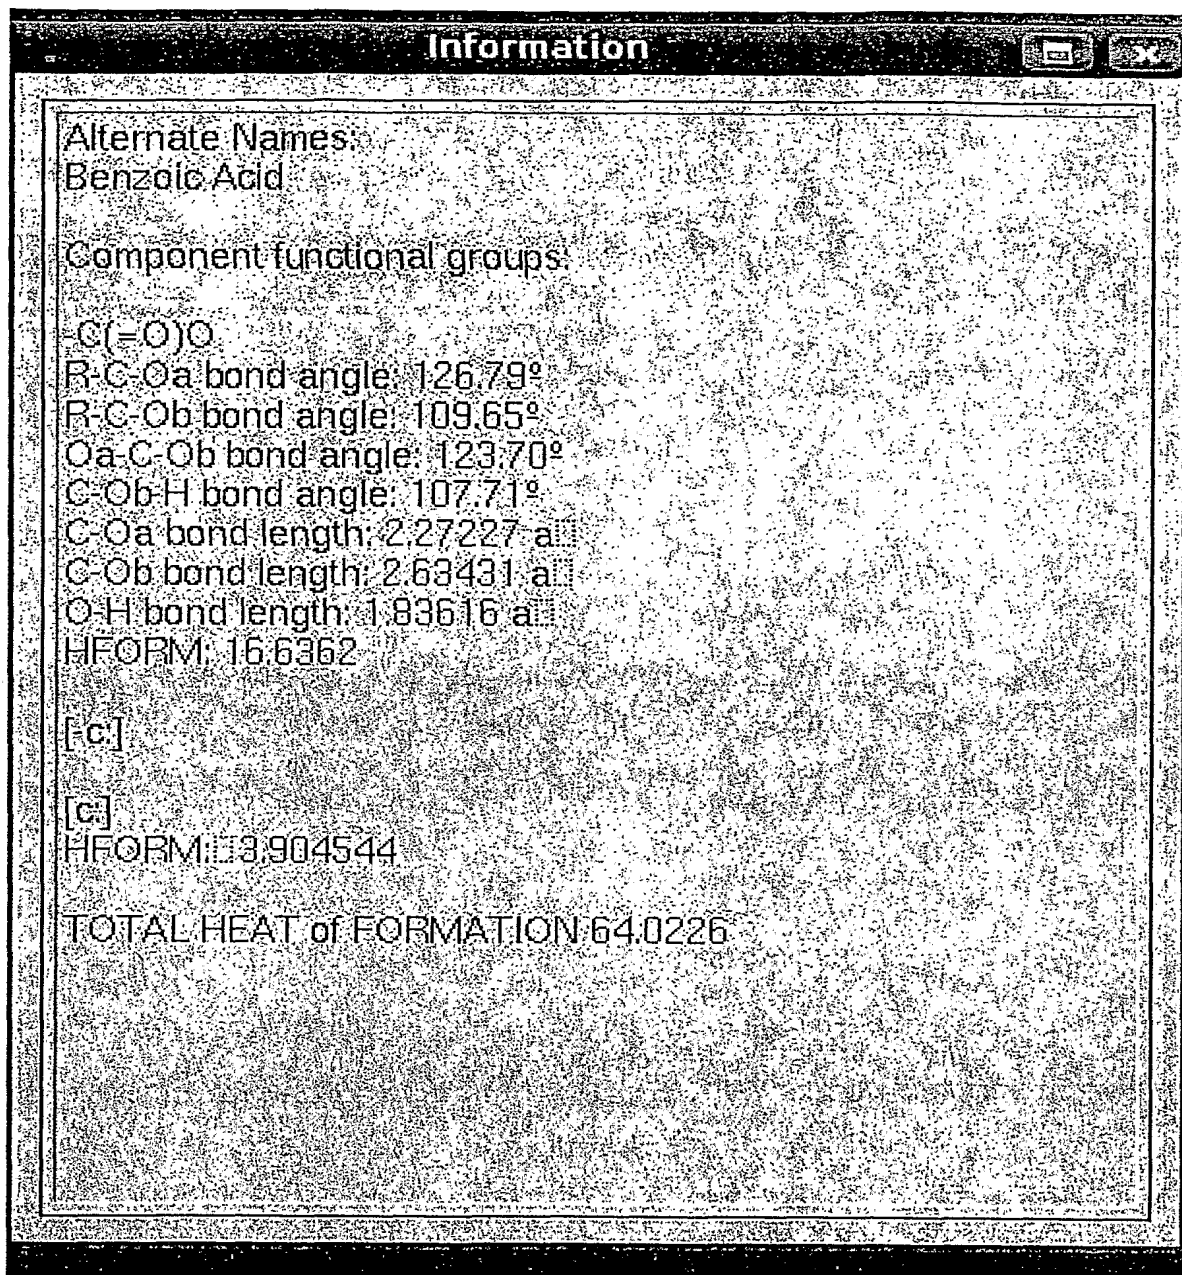 Information
Alternate Names:
Benzoic Acid
Component functional groups:
-C(=O)O
R-C-Oa bond angle: 126.79º
R-C-Ob bond angle: 109.65º
Oa-C-Ob bond angle: 123.70º
C-Ob-H bond angle: 107.71º
C-Oa bond length: 2.27227 a
C-Ob bond length: 2.63431 a
O-H bond length: 1.83616 a
HFORM: 16.6362
[-c:]
[c:]
HFORM: 3.904544
TOTAL HEAT of FORMATION 64.0226